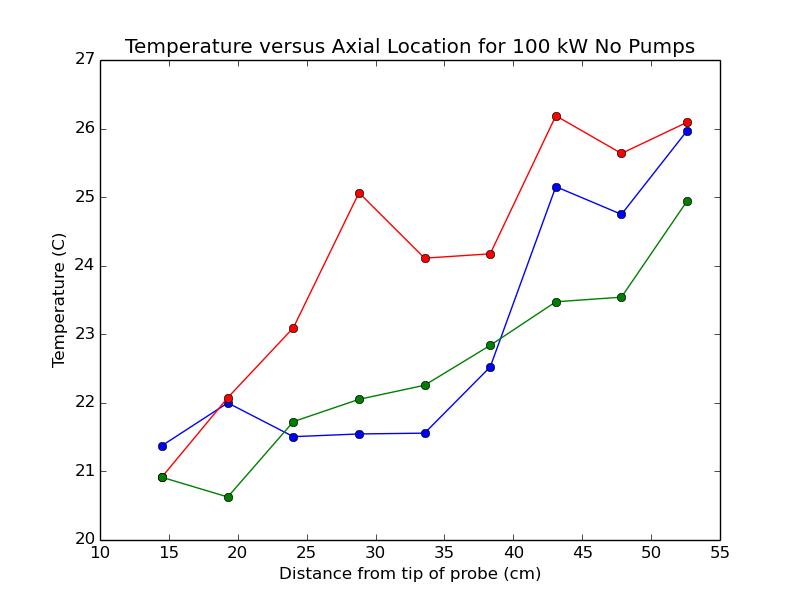 Temperature versus Axial Location for 100 kW No Pumps
27
26
25
24
23
22
21
20
Temperature (C)
10 15 20 25 30 35 40 45 50 55
Distance from tip of probe (cm)